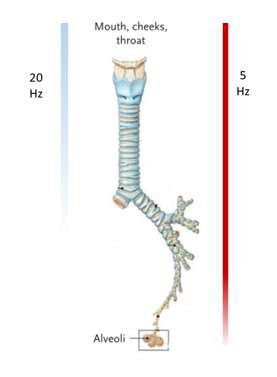 Mouth, cheeks,
throat
20
Hz
5
Hz
Alveoli